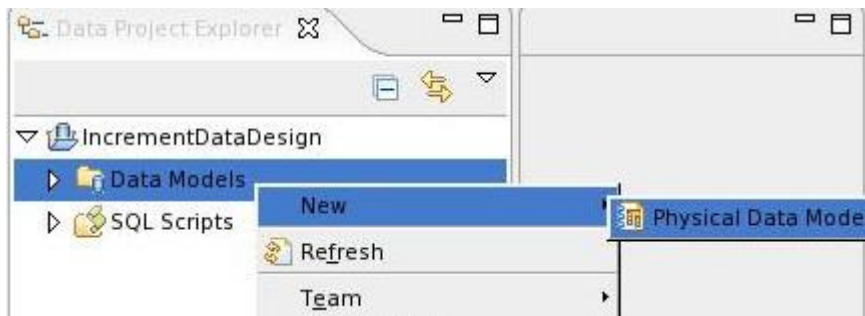 Data Project Explorer
IncrementDataDesign
Data Models
SQL Scripts
New
Physical Data Mode
Refresh
Team